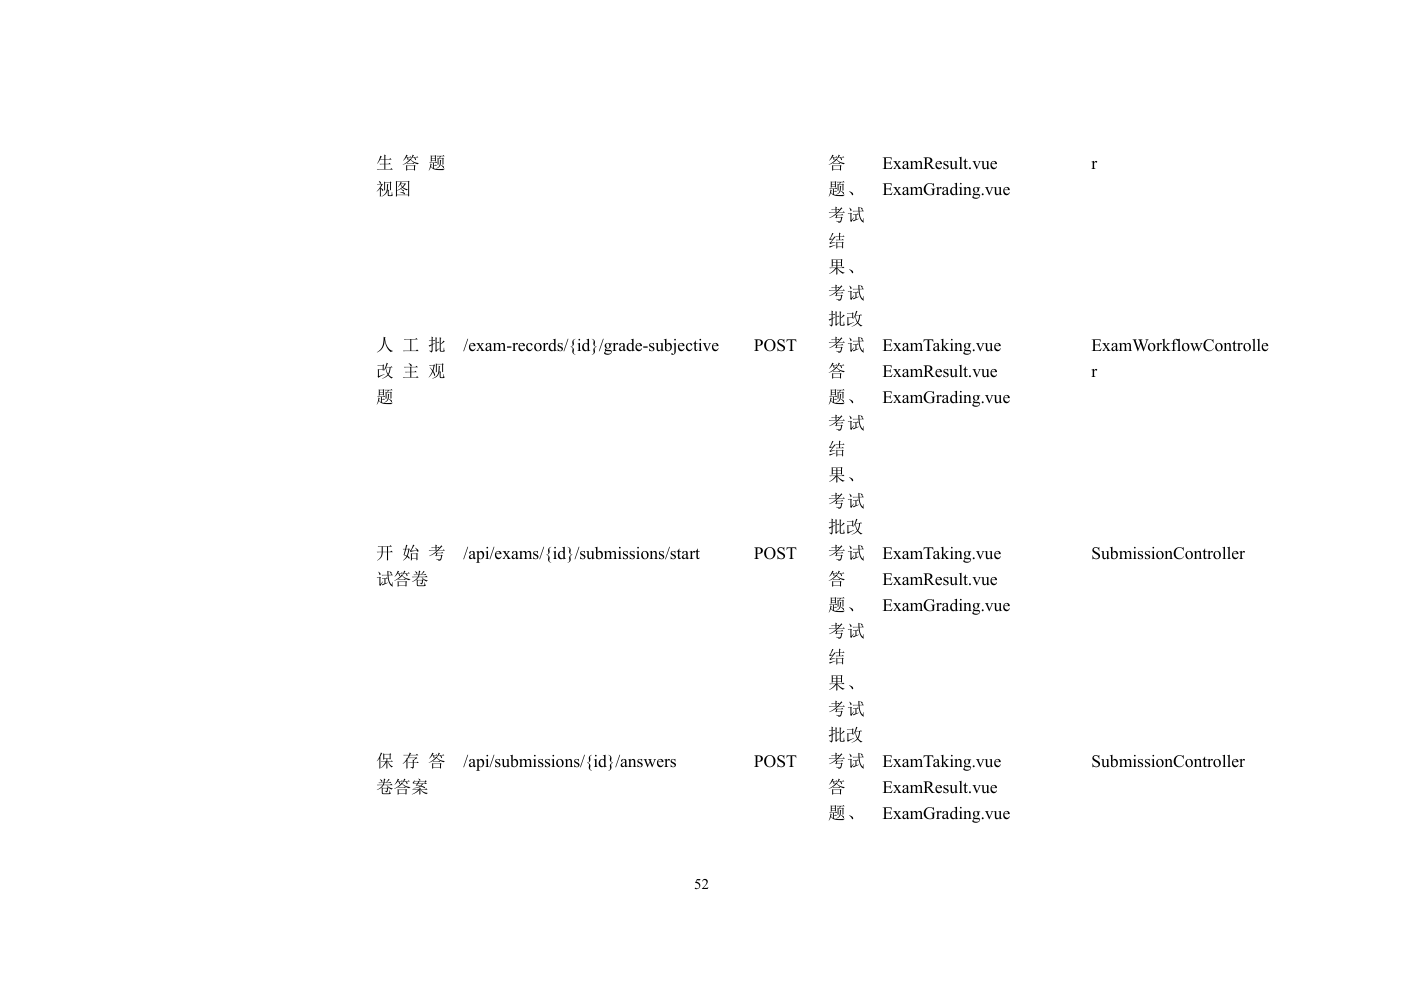 生答题 答 ExamResult.vue r
视图 题、 ExamGrading.vue
考试
结
果、
考试
批改
人工批 /exam-records/{id}/grade-subjective POST 考试 ExamTaking.vue ExamWorkflowControlle
改主观 答 ExamResult.vue r
题 题、 ExamGrading.vue
考试
结
果、
考试
批改
开始考 /api/exams/{id}/submissions/start POST 考试 ExamTaking.vue SubmissionController
试答卷 答 ExamResult.vue
题、 ExamGrading.vue
考试
结
果、
考试
批改
保存答 /api/submissions/{id}/answers POST 考试 ExamTaking.vue SubmissionController
卷答案 答 ExamResult.vue
题、 ExamGrading.vue
52